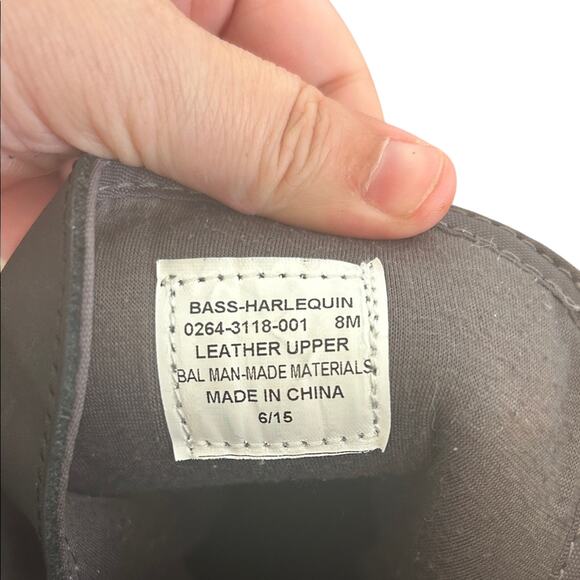 BASS-HARLEQUIN
0264-3118-001 8M
LEATHER UPPER
BAL MAN-MADE MATERIALS
MADE IN CHINA
6/15